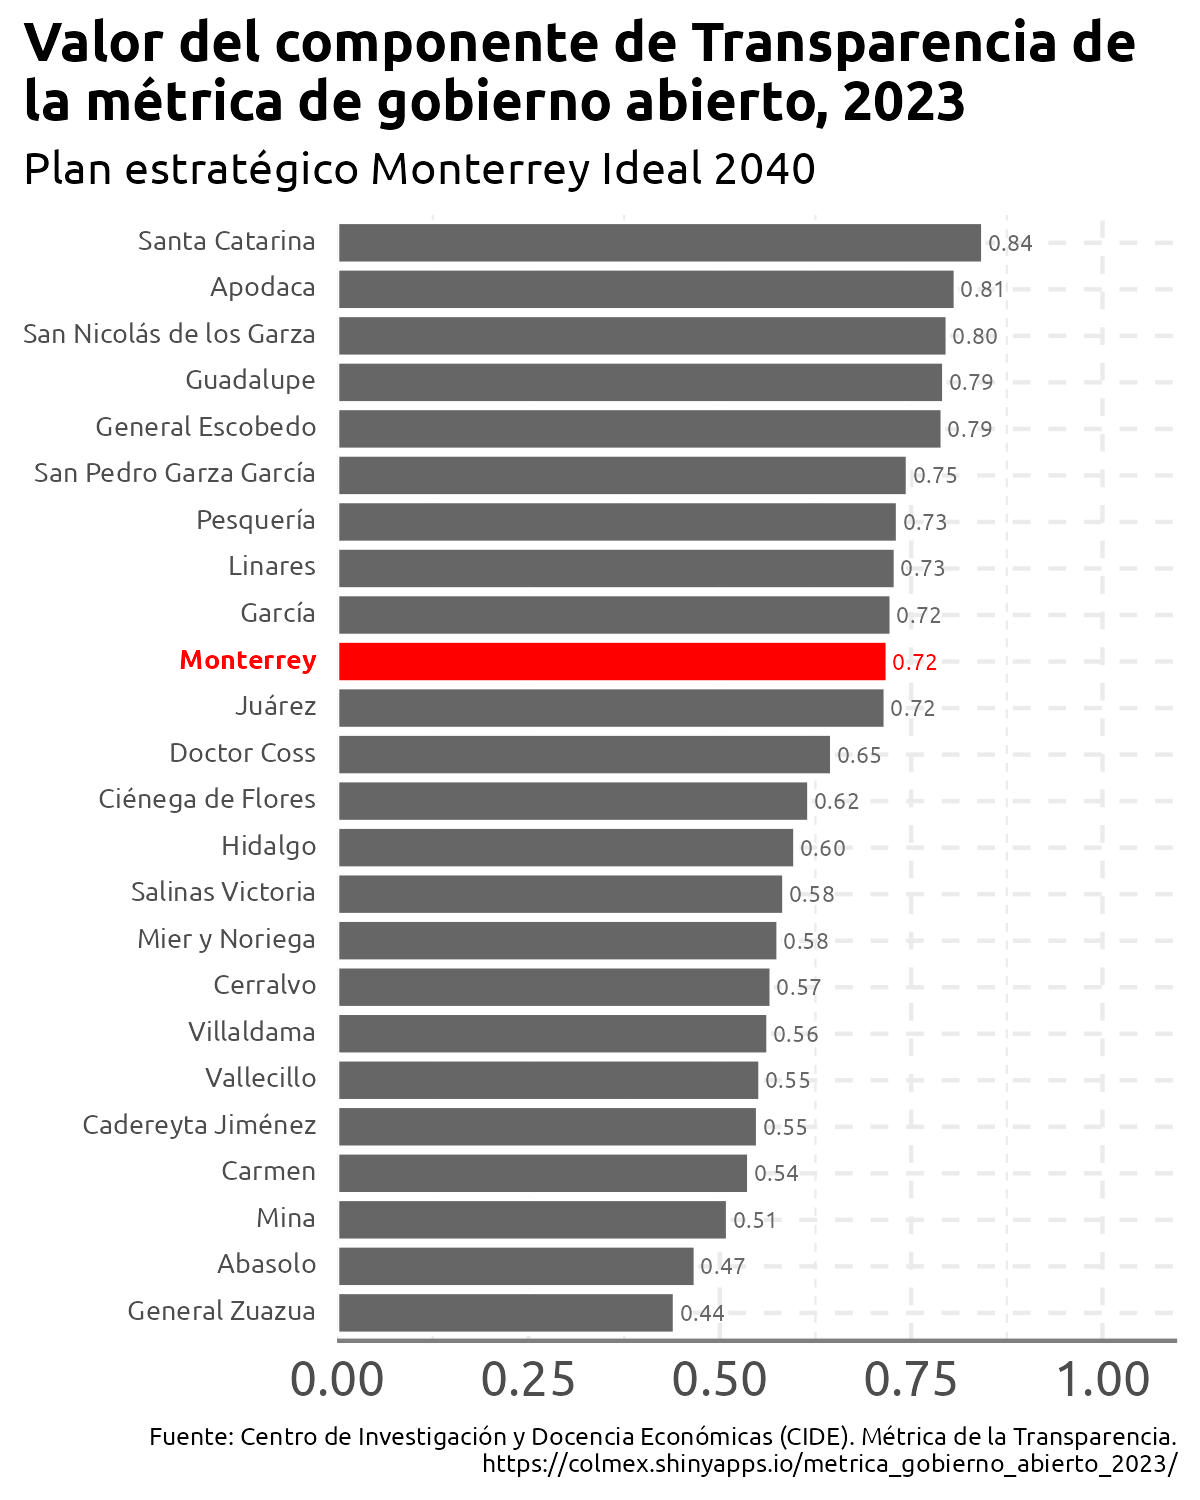 Valor del componente de Transparencia de
la métrica de gobierno abierto, 2023
Plan estratégico Monterrey Ideal 2040
Santa Catarina 0.84
Apodaca 0.81
San Nicolás de los Garza 0.80
Guadalupe 0.79
General Escobedo 0.79
San Pedro Garza García 0.75
Pesquería 0.73
Linares 0.73
García 0.72
Monterrey 0.72
Juárez 0.72
Doctor Coss 0.65
Ciénega de Flores 0.62
Hidalgo 0.60
Salinas Victoria 0.58
Mier y Noriega 0.58
Cerralvo 0.57
Villaldama 0.56
Vallecillo 0.55
Cadereyta Jiménez 0.55
Carmen 0.54
Mina 0.51
Abasolo 0.47
General Zuazua 0.44
0.00 0.25 0.50 0.75 1.00
Fuente: Centro de Investigación y Docencia Económicas (CIDE). Métrica de la Transparencia.
https://colmex.shinyapps.io/metrica_gobierno_abierto_2023/